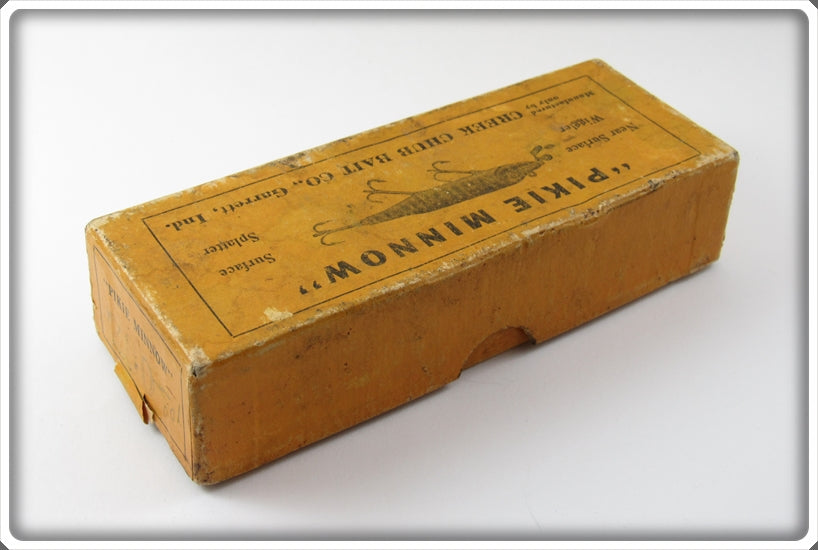 "PIKIE MINNOW"
Near Surface
Wiggler
Surface
Splatter
Manufactured
only by
CREEK CHUB BAIT CO., Garrett, Ind.
"PIKIE MINNOW"